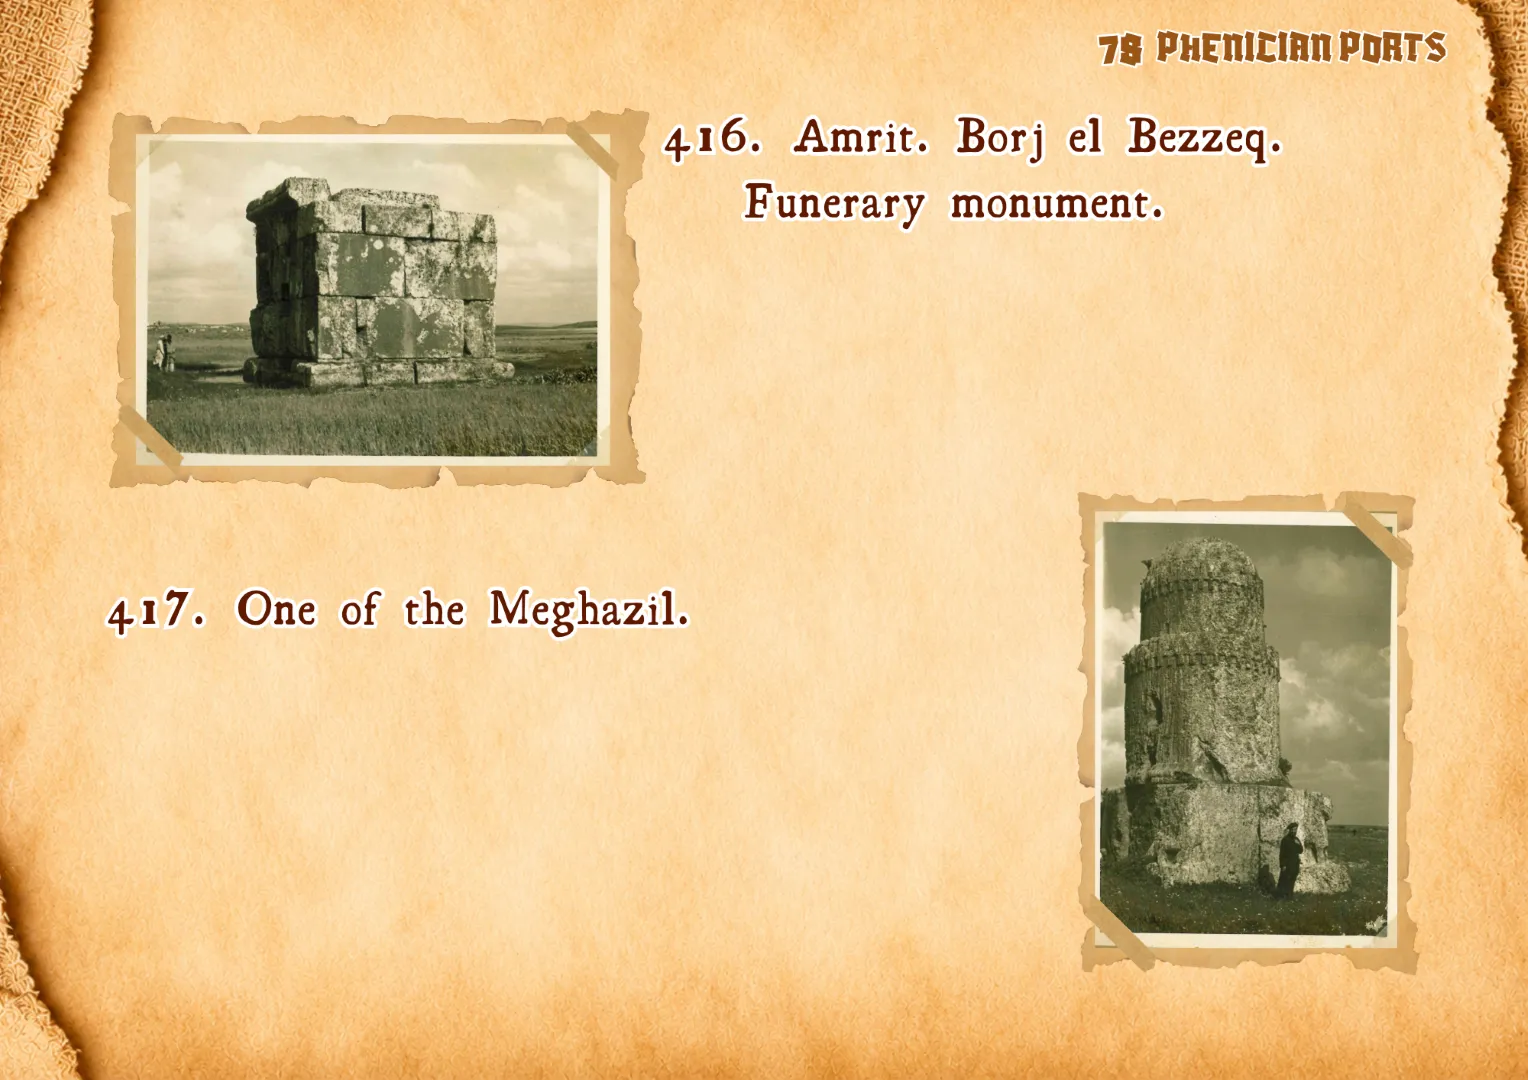 78 PHENICIAN PORTS
416. Amrit. Borj el Bezzeq.
Funerary monument.
417. One of the Meghazil.